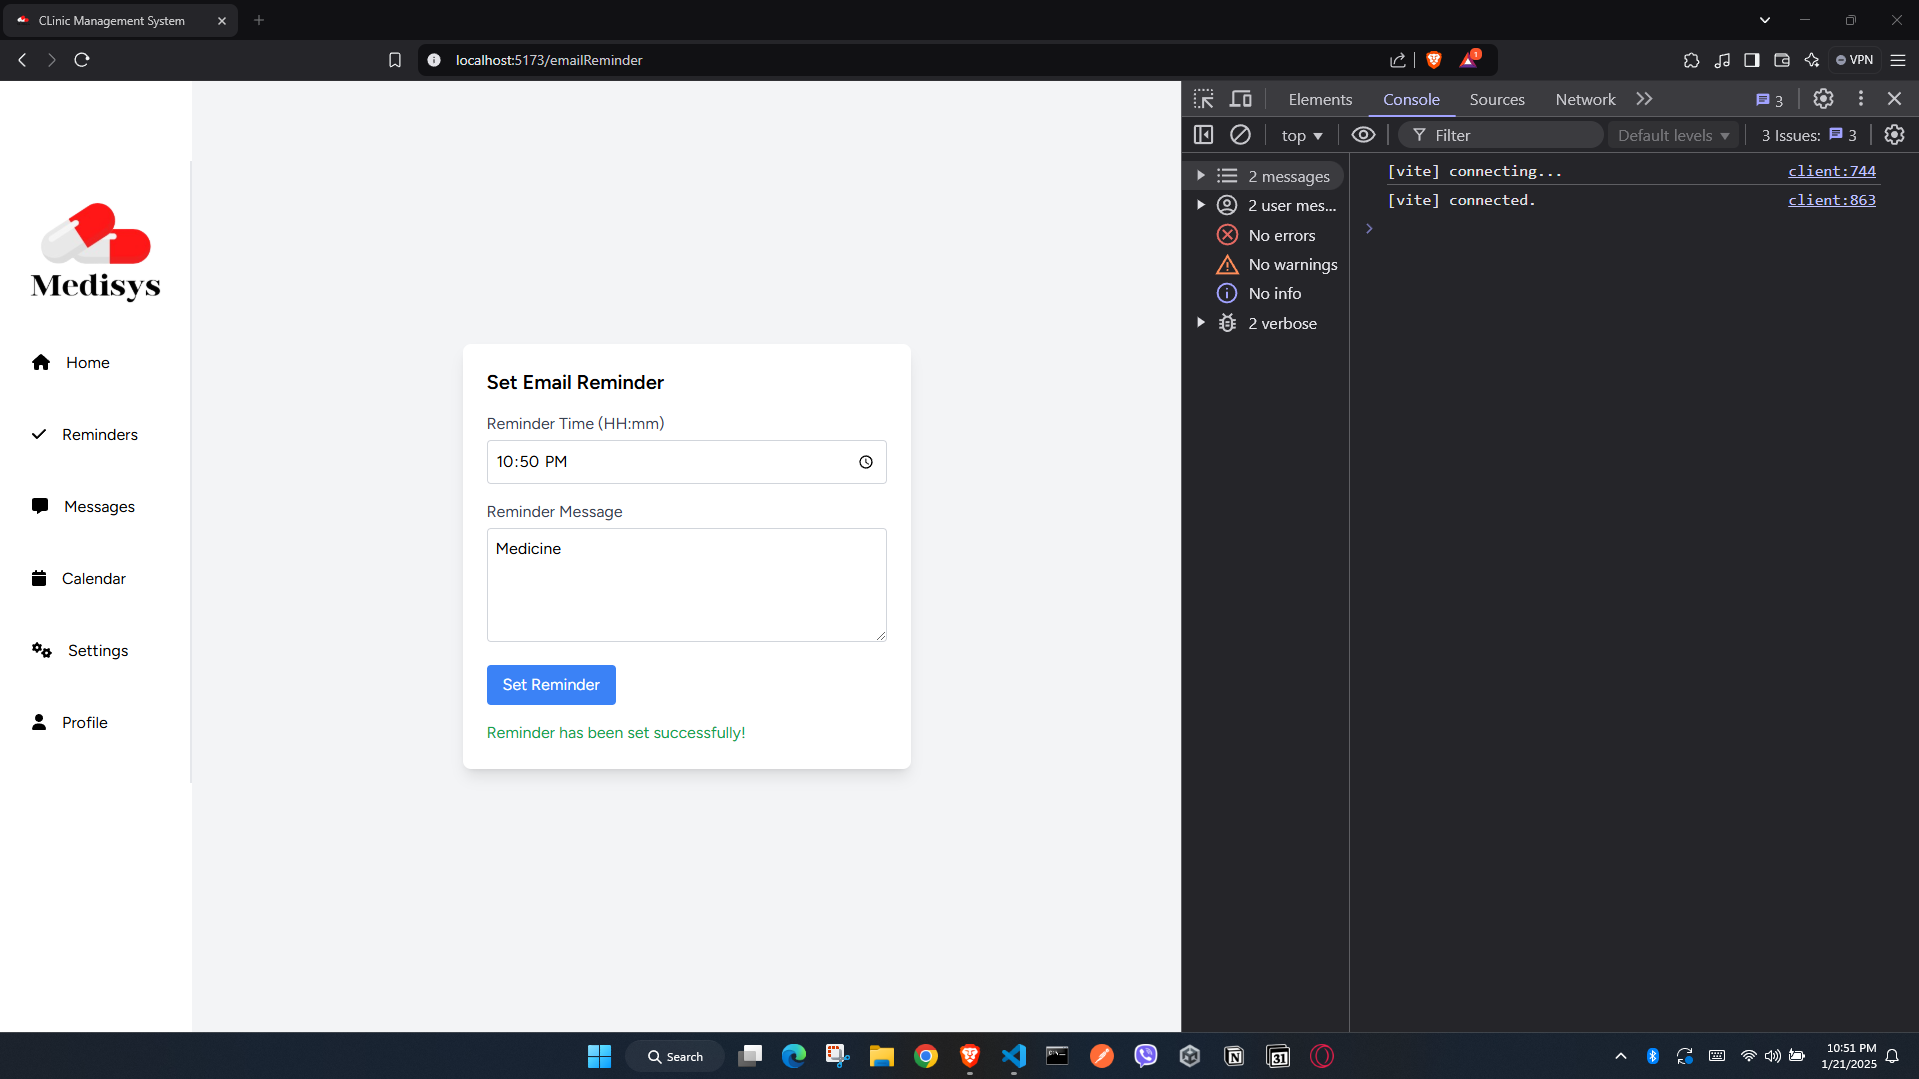 CLinic Management System
localhost:5173/emailReminder
1
VPN
Medisys
Home
Reminders
Messages
Calendar
Settings
Profile
Set Email Reminder
Reminder Time (HH:mm)
10:50 PM
Reminder Message
Medicine
Set Reminder
Reminder has been set successfully!
Elements Console Sources Network 3
top Filter Default levels 3 Issues: 3
2 messages
2 user mes...
No errors
No warnings
No info
2 verbose
[vite] connecting... client:744
[vite] connected. client:863
Search
31
10:51 PM
1/21/2025